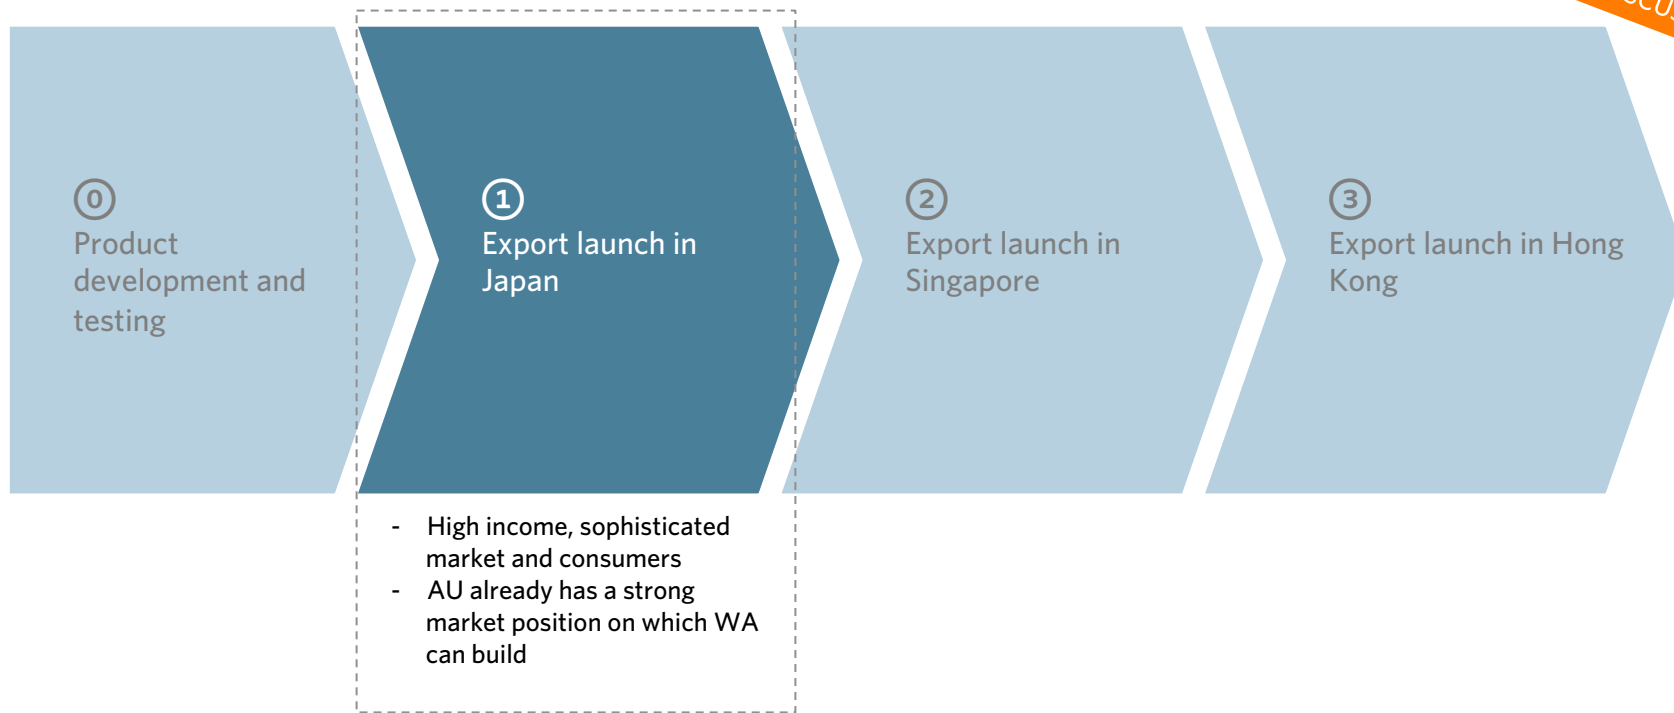 0
Product
development and
testing
1
Export launch in
Japan
2
Export launch in
Singapore
3
Export launch in Hong
Kong
- High income, sophisticated
market and consumers
- AU already has a strong
market position on which WA
can build